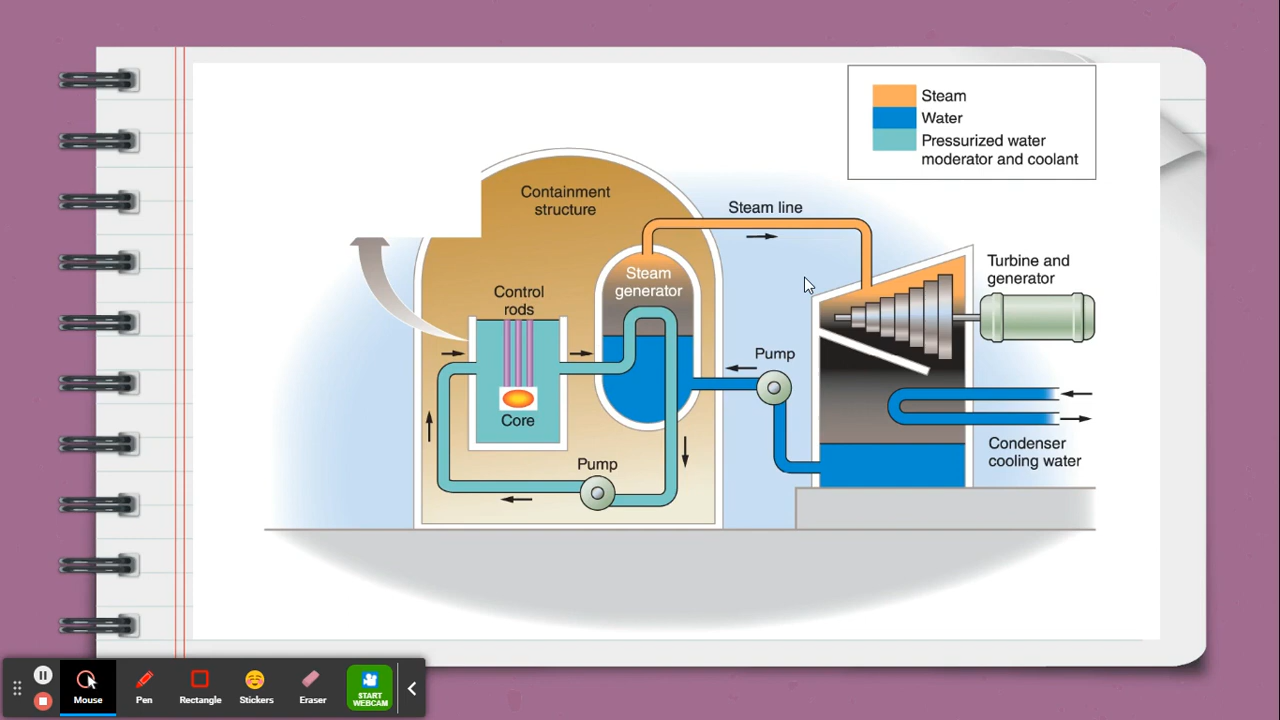 Steam
Water
Pressurized water
moderator and coolant
Containment
structure
Steam line
Steam
generator
Turbine and
generator
Control
rods
Pump
Core
Condenser
cooling water
Pump
Mouse
Pen
Rectangle
Stickers
Eraser
START
WEBCAM